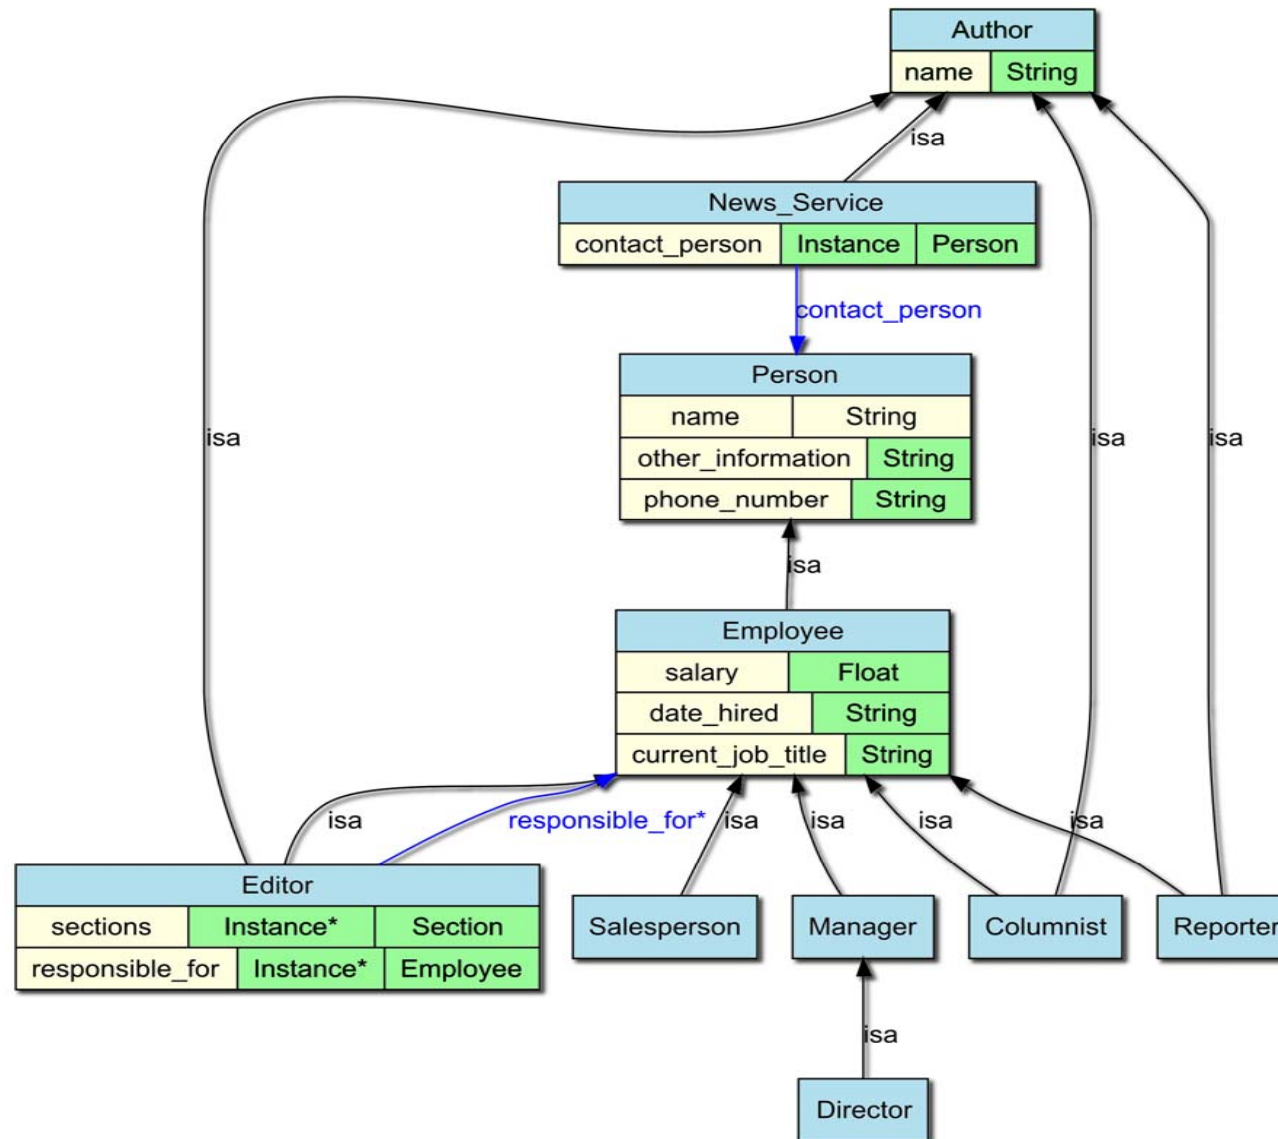 Author
name String
isa
News_Service
contact_person Instance Person
contact_person
Person
name String
isa isa isa
other_information String
phone_number String
isa
Employee
salary Float
date_hired String
current_job_title String
isa responsible_for* isa isa isa isa
Editor
sections Instance* Section
Salesperson Manager Columnist Reporter
responsible_for Instance* Employee
isa
Director